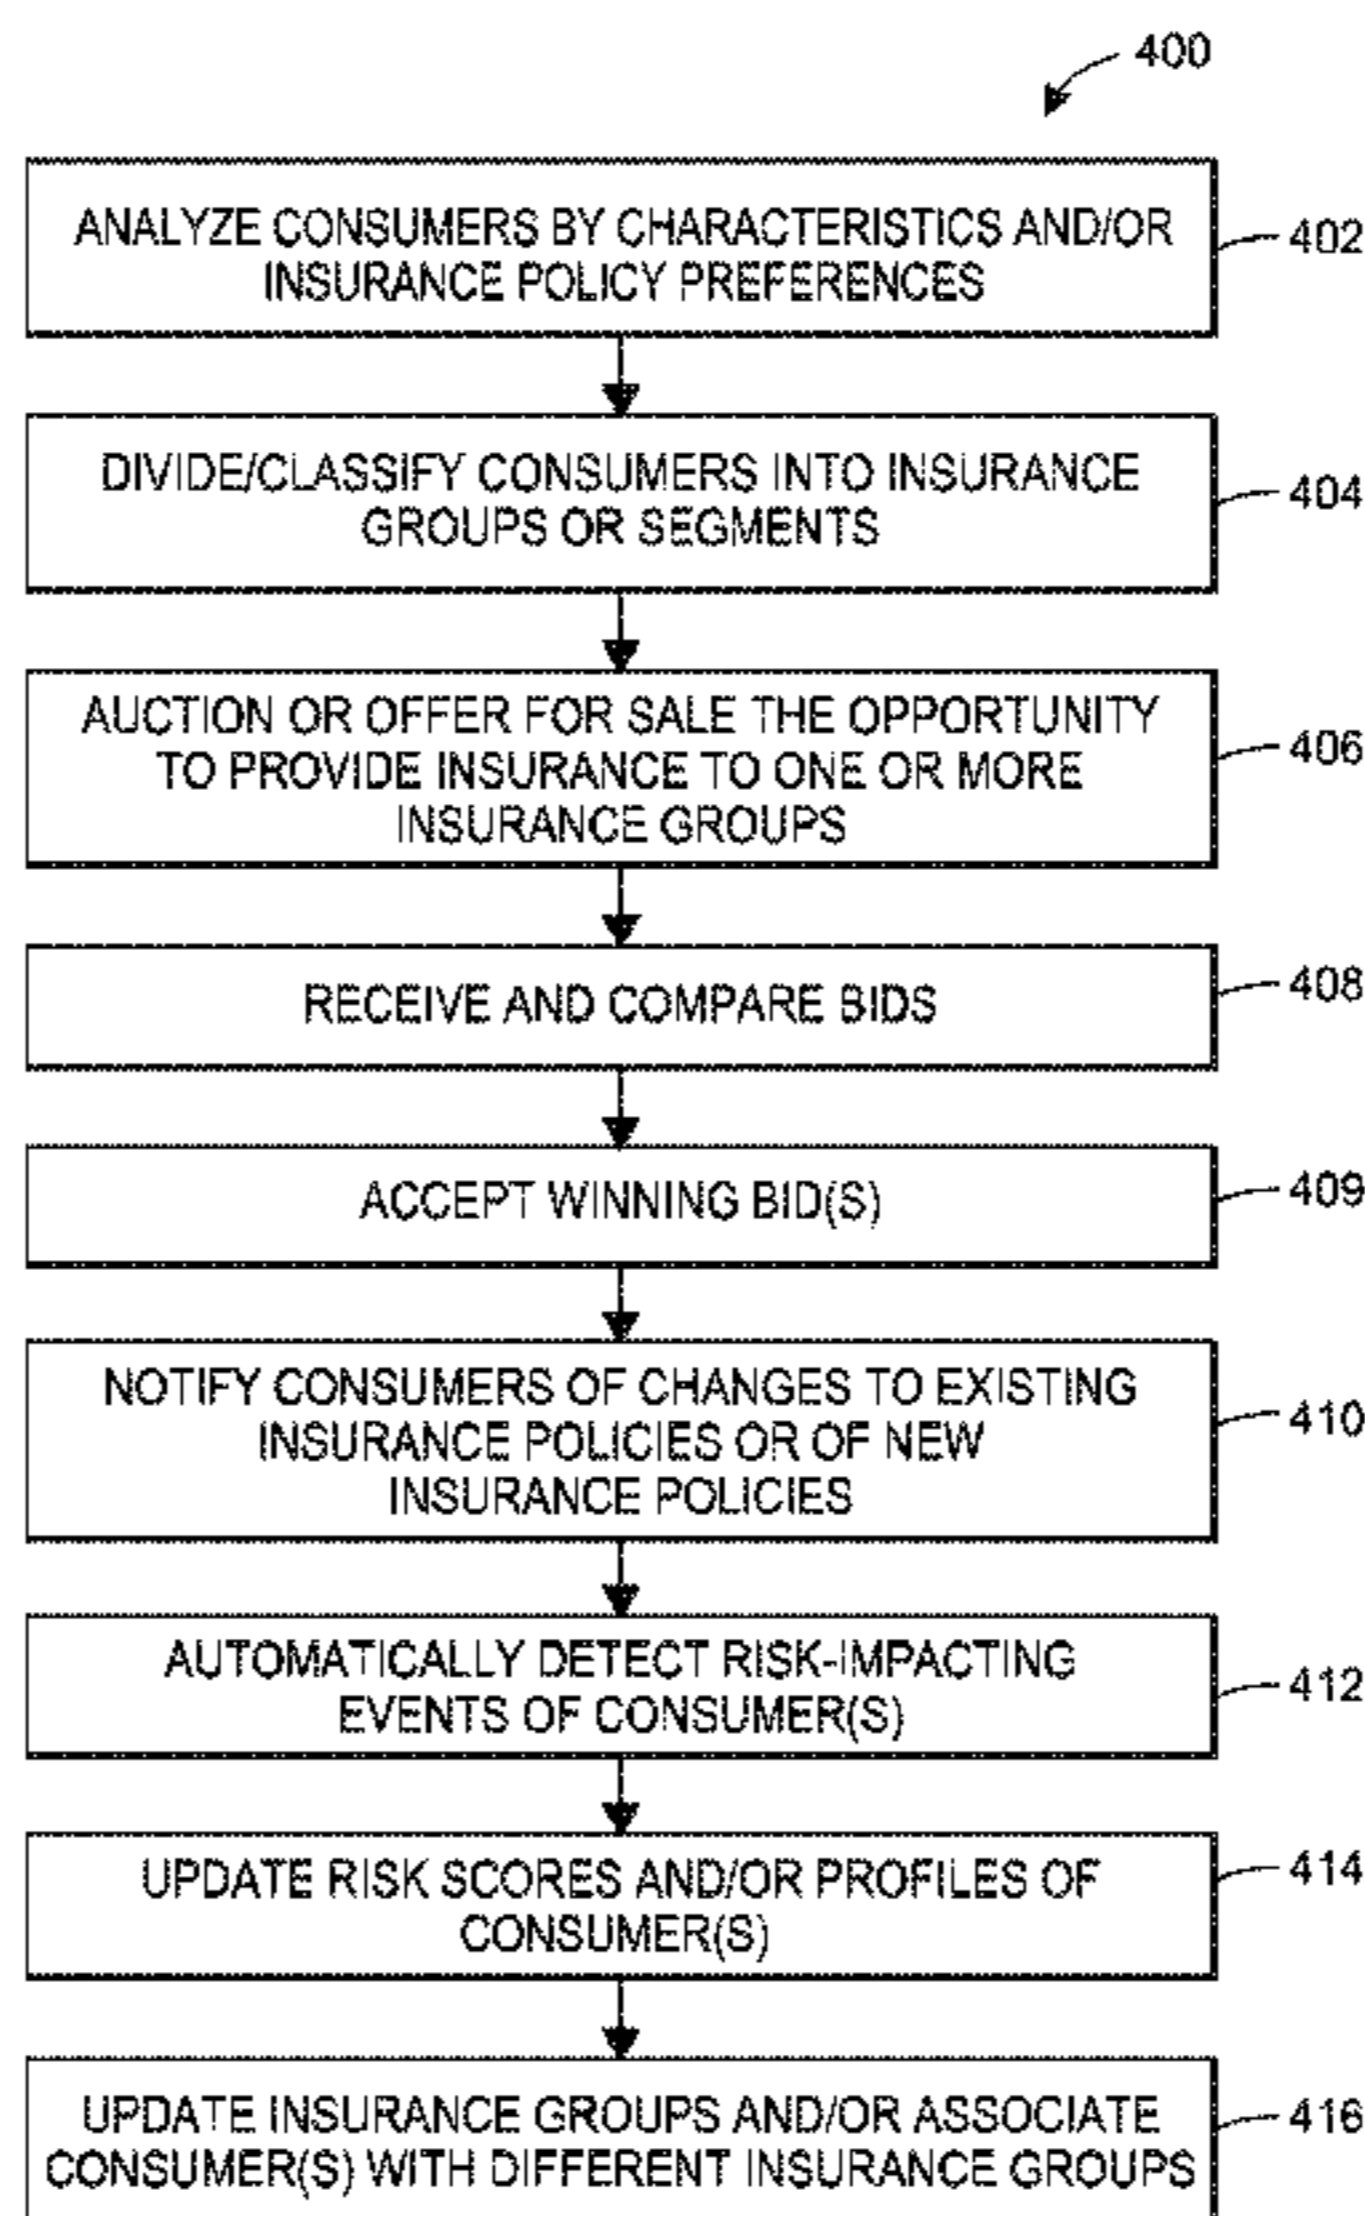 400
ANALYZE CONSUMERS BY CHARACTERISTICS AND/OR
INSURANCE POLICY PREFERENCES
402
DIVIDE/CLASSIFY CONSUMERS INTO INSURANCE
GROUPS OR SEGMENTS
404
AUCTION OR OFFER FOR SALE THE OPPORTUNITY
TO PROVIDE INSURANCE TO ONE OR MORE
INSURANCE GROUPS
406
RECEIVE AND COMPARE BIDS
408
ACCEPT WINNING BID(S)
409
NOTIFY CONSUMERS OF CHANGES TO EXISTING
INSURANCE POLICIES OR OF NEW
INSURANCE POLICIES
410
AUTOMATICALLY DETECT RISK-IMPACTING
EVENTS OF CONSUMER(S)
412
UPDATE RISK SCORES AND/OR PROFILES OF
CONSUMER(S)
414
UPDATE INSURANCE GROUPS AND/OR ASSOCIATE
CONSUMER(S) WITH DIFFERENT INSURANCE GROUPS
416